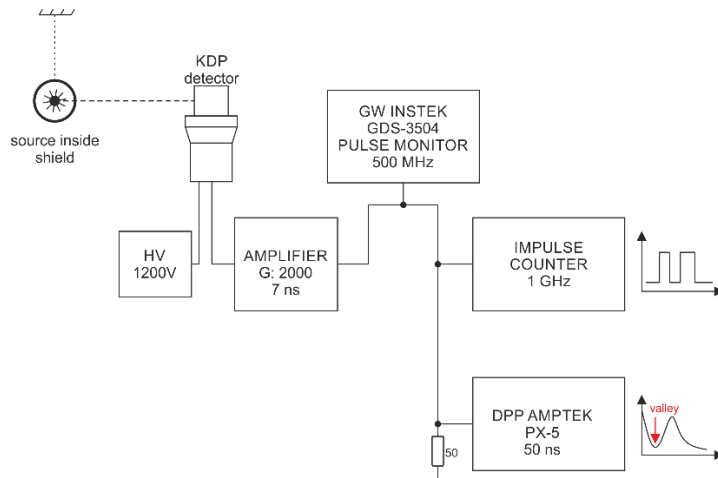 KDP
detector
source inside
shield
GW INSTEK
GDS-3504
PULSE MONITOR
500 MHz
HV
1200V
AMPLIFIER
G: 2000
7 ns
IMPULSE
COUNTER
1 GHz
DPP AMPTEK
PX-5
50 ns
valley
50